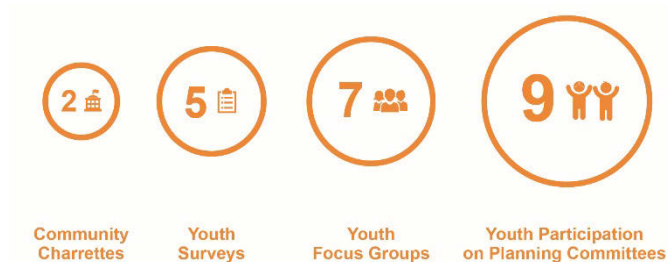 2
5
7
9
Community
Charrettes
Youth
Surveys
Youth
Focus Groups
Youth Participation
on Planning Committees